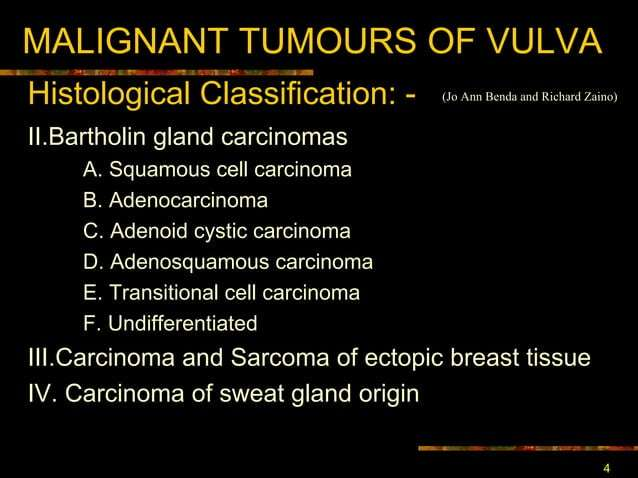 MALIGNANT TUMOURS OF VULVA
Histological Classification: -
(Jo Ann Benda and Richard Zaino)
II.Bartholin gland carcinomas
A. Squamous cell carcinoma
B. Adenocarcinoma
C. Adenoid cystic carcinoma
D. Adenosquamous carcinoma
E. Transitional cell carcinoma
F. Undifferentiated
III.Carcinoma and Sarcoma of ectopic breast tissue
IV. Carcinoma of sweat gland origin
4